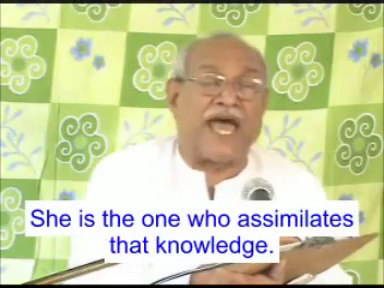 She is the one who assimilates
that knowledge.